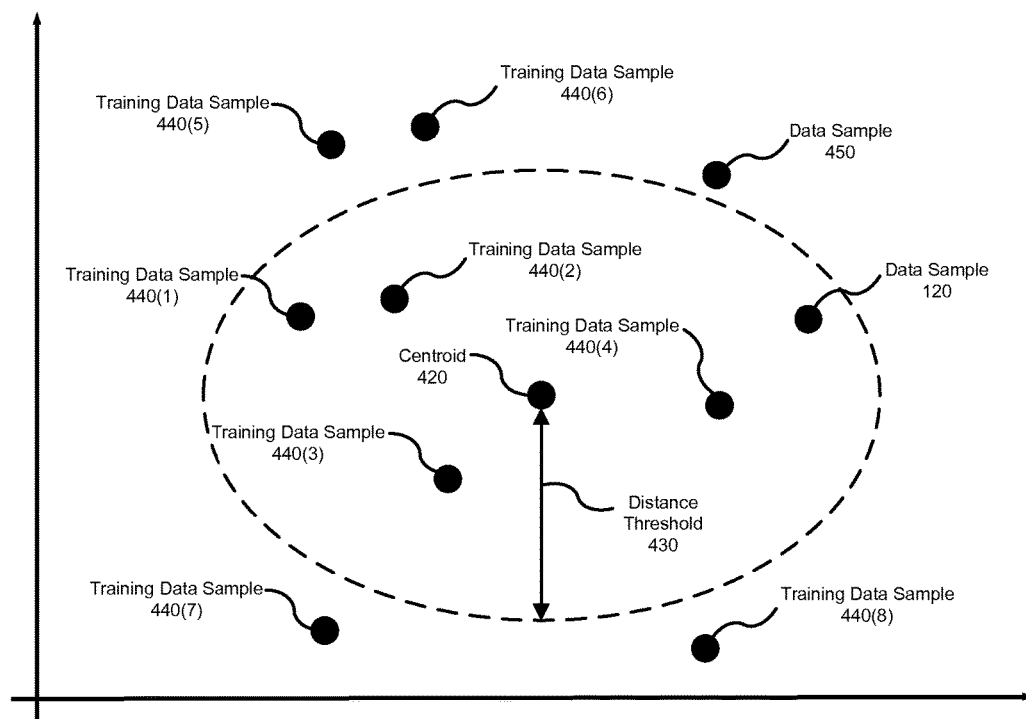 Training Data Sample
440(6)
Training Data Sample
440(5)
Data Sample
450
Training Data Sample
440(2)
Training Data Sample
440(1)
Data Sample
120
Training Data Sample
440(4)
Centroid
420
Training Data Sample
440(3)
Distance
Threshold
430
Training Data Sample
440(7)
Training Data Sample
440(8)